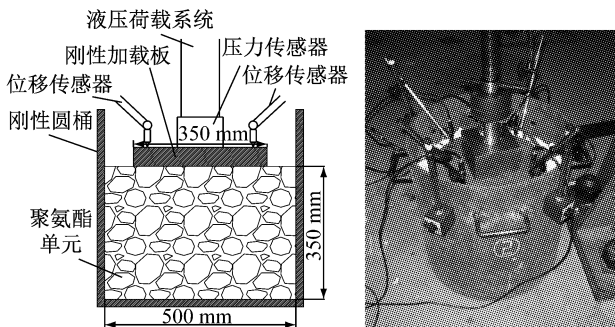 液压荷载系统
刚性加载板
压力传感器
位移传感器
位移传感器
刚性圆桶
350 mm
聚氨酯
单元
350 mm
500 mm
②